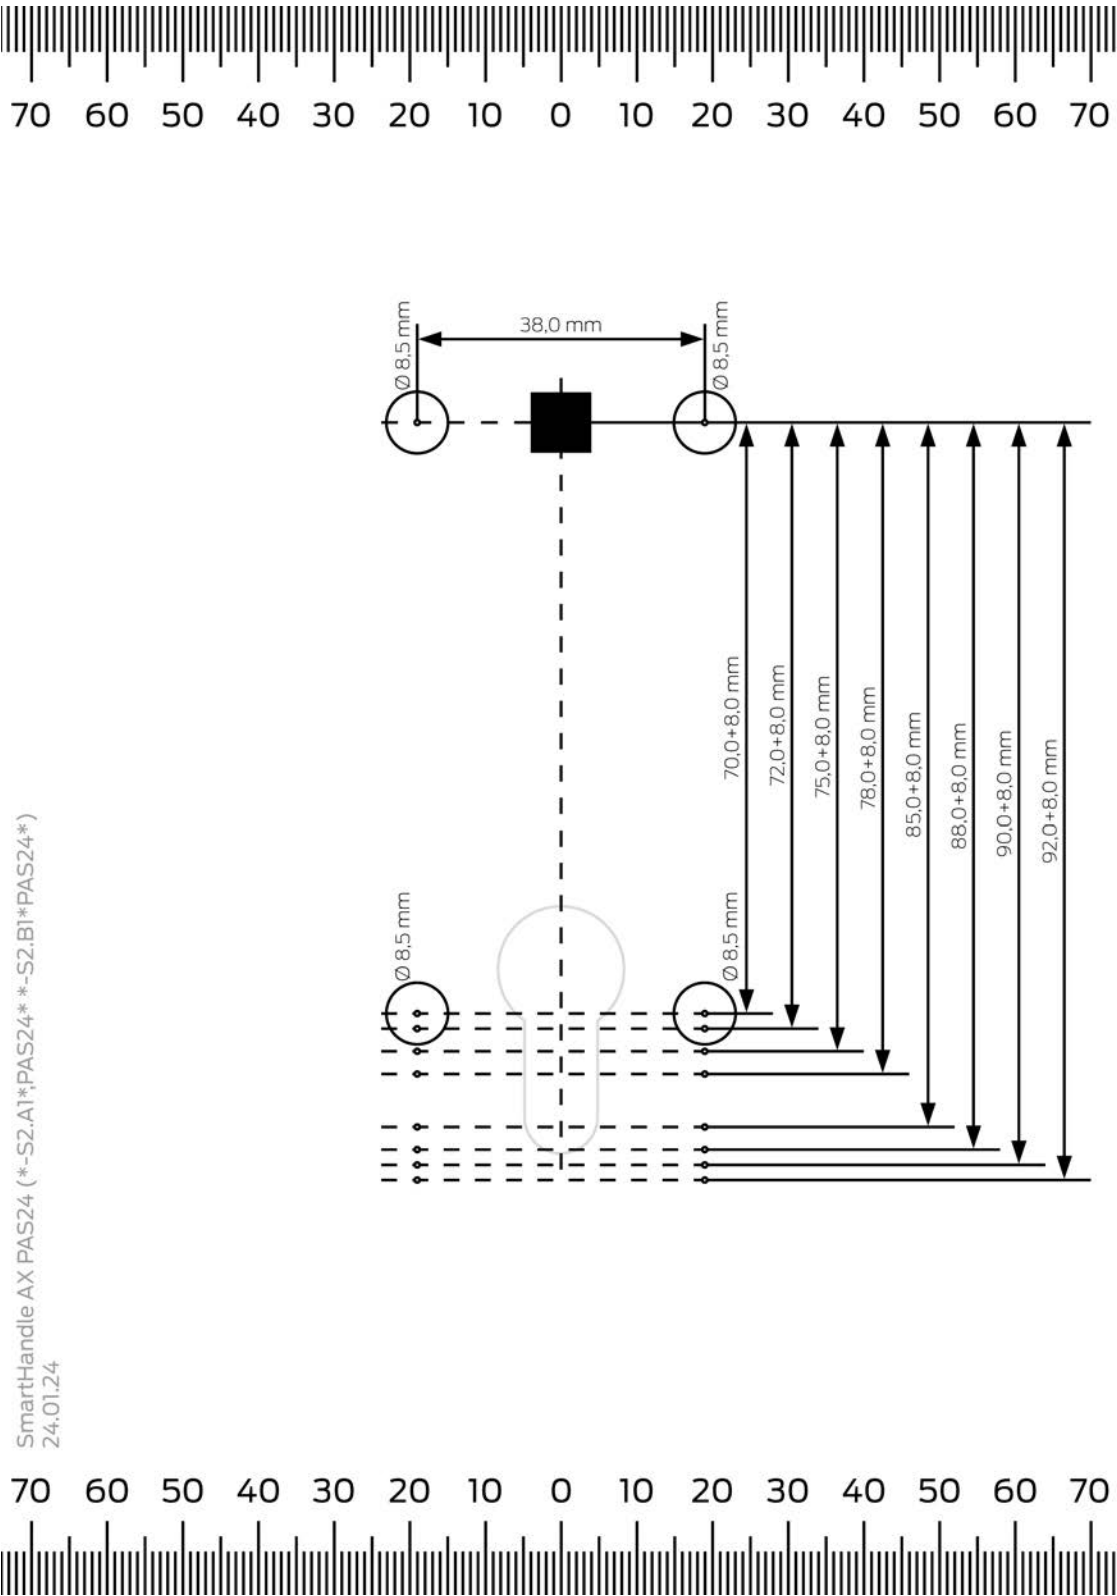 70 60 50 40 30 20 10 0 10 20 30 40 50 60 70
Ø 8,5 mm
38,0 mm
Ø 8,5 mm
70,0+8,0 mm
72,0+8,0 mm
75,0+8,0 mm
78,0+8,0 mm
85,0+8,0 mm
88,0+8,0 mm
90,0+8,0 mm
92,0+8,0 mm
Ø 8,5 mm
Ø 8,5 mm
SmartHandle AX PAS24 (*-S2.A1*,PAS24* *-S2.B1*PAS24*)
24.01.24
70 60 50 40 30 20 10 0 10 20 30 40 50 60 70